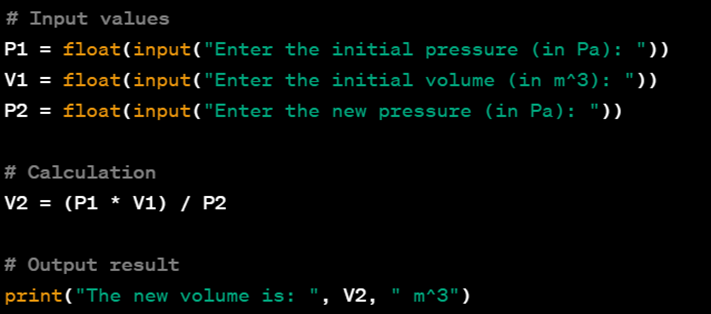 # Input values
P1 = float(input("Enter the initial pressure (in Pa): "))
V1 = float(input("Enter the initial volume (in m^3): "))
P2 = float(input("Enter the new pressure (in Pa): "))
# Calculation
V2 = (P1 * V1) / P2
# Output result
print("The new volume is: ", V2, " m^3")